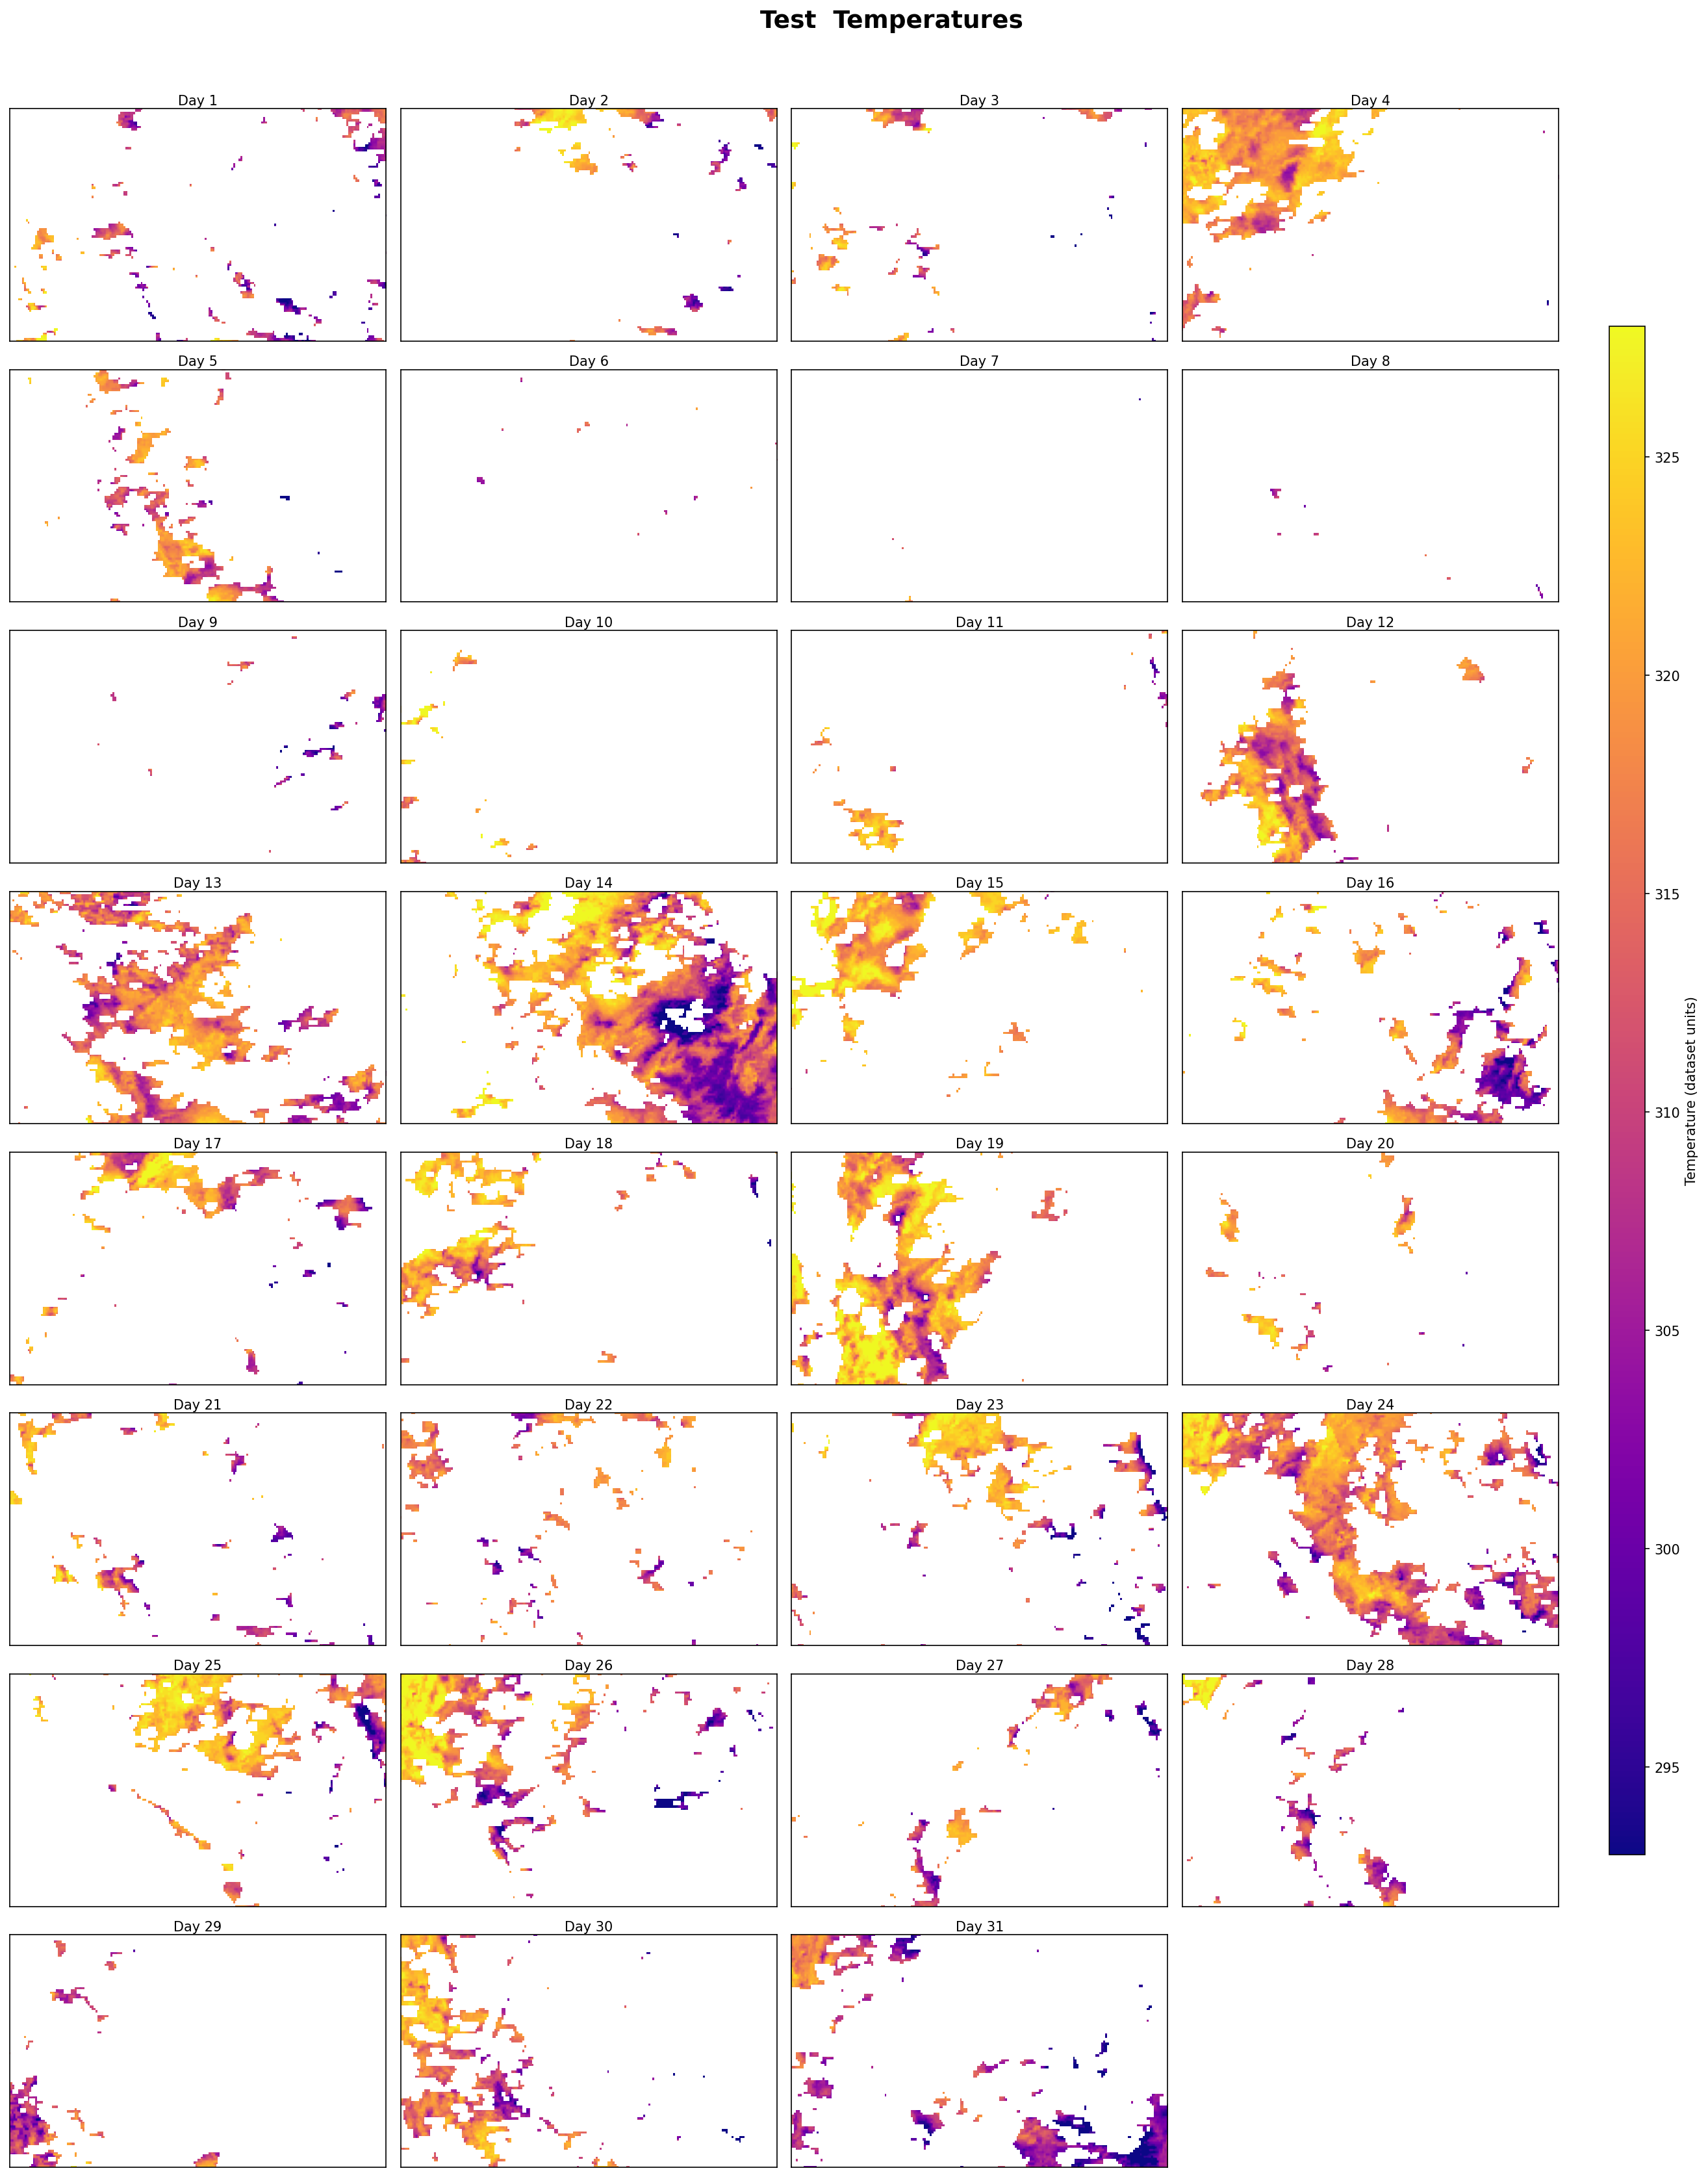 Test  Temperatures
Day 1
Day 2
Day 3
Day 4
Day 5
Day 6
Day 7
Day 8
Day 9
Day 10
Day 11
Day 12
Day 13
Day 14
Day 15
Day 16
Day 17
Day 18
Day 19
Day 20
Day 21
Day 22
Day 23
Day 24
Day 25
Day 26
Day 27
Day 28
Day 29
Day 30
Day 31
325
320
315
310
305
300
295
Temperature (dataset units)